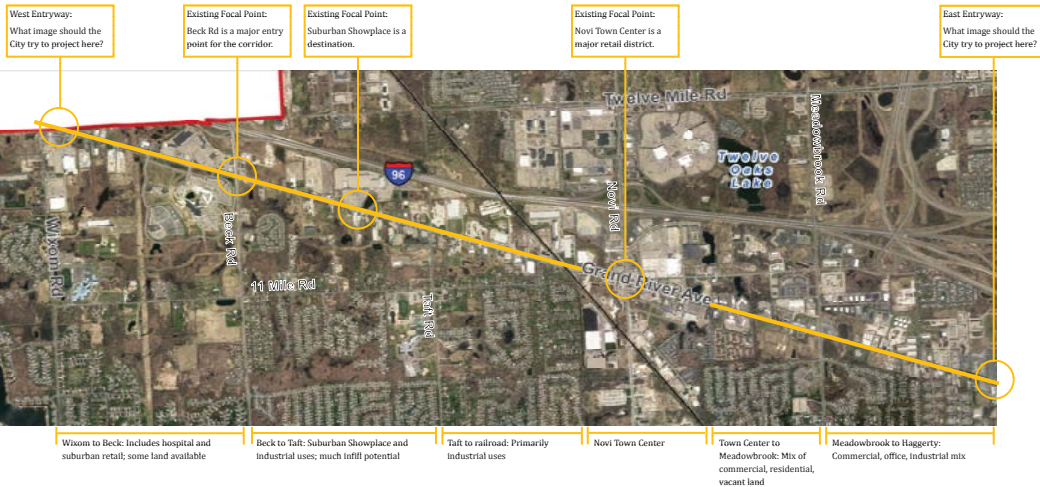 West Entryway:
What image should the
City try to project here?
Existing Focal Point:
Beck Rd is a major entry
point for the corridor.
Existing Focal Point:
Suburban Showplace is a
destination.
Existing Focal Point:
Novi Town Center is a
major retail district.
East Entryway:
What image should the
City try to project here?
Twelve Mile Rd
Meadowbrook Rd
Twelve
Oaks
Lake
96
Novi Rd
Wixom Rd
Beck Rd
11 Mile Rd
Taft Rd
Grand River Ave
Wixom to Beck: Includes hospital and
suburban retail; some land available
Beck to Taft: Suburban Showplace and
industrial uses; much infill potential
Taft to railroad: Primarily
industrial uses
Novi Town Center
Town Center to
Meadowbrook: Mix of
commercial, residential,
vacant land
Meadowbrook to Haggerty:
Commercial, office, industrial mix